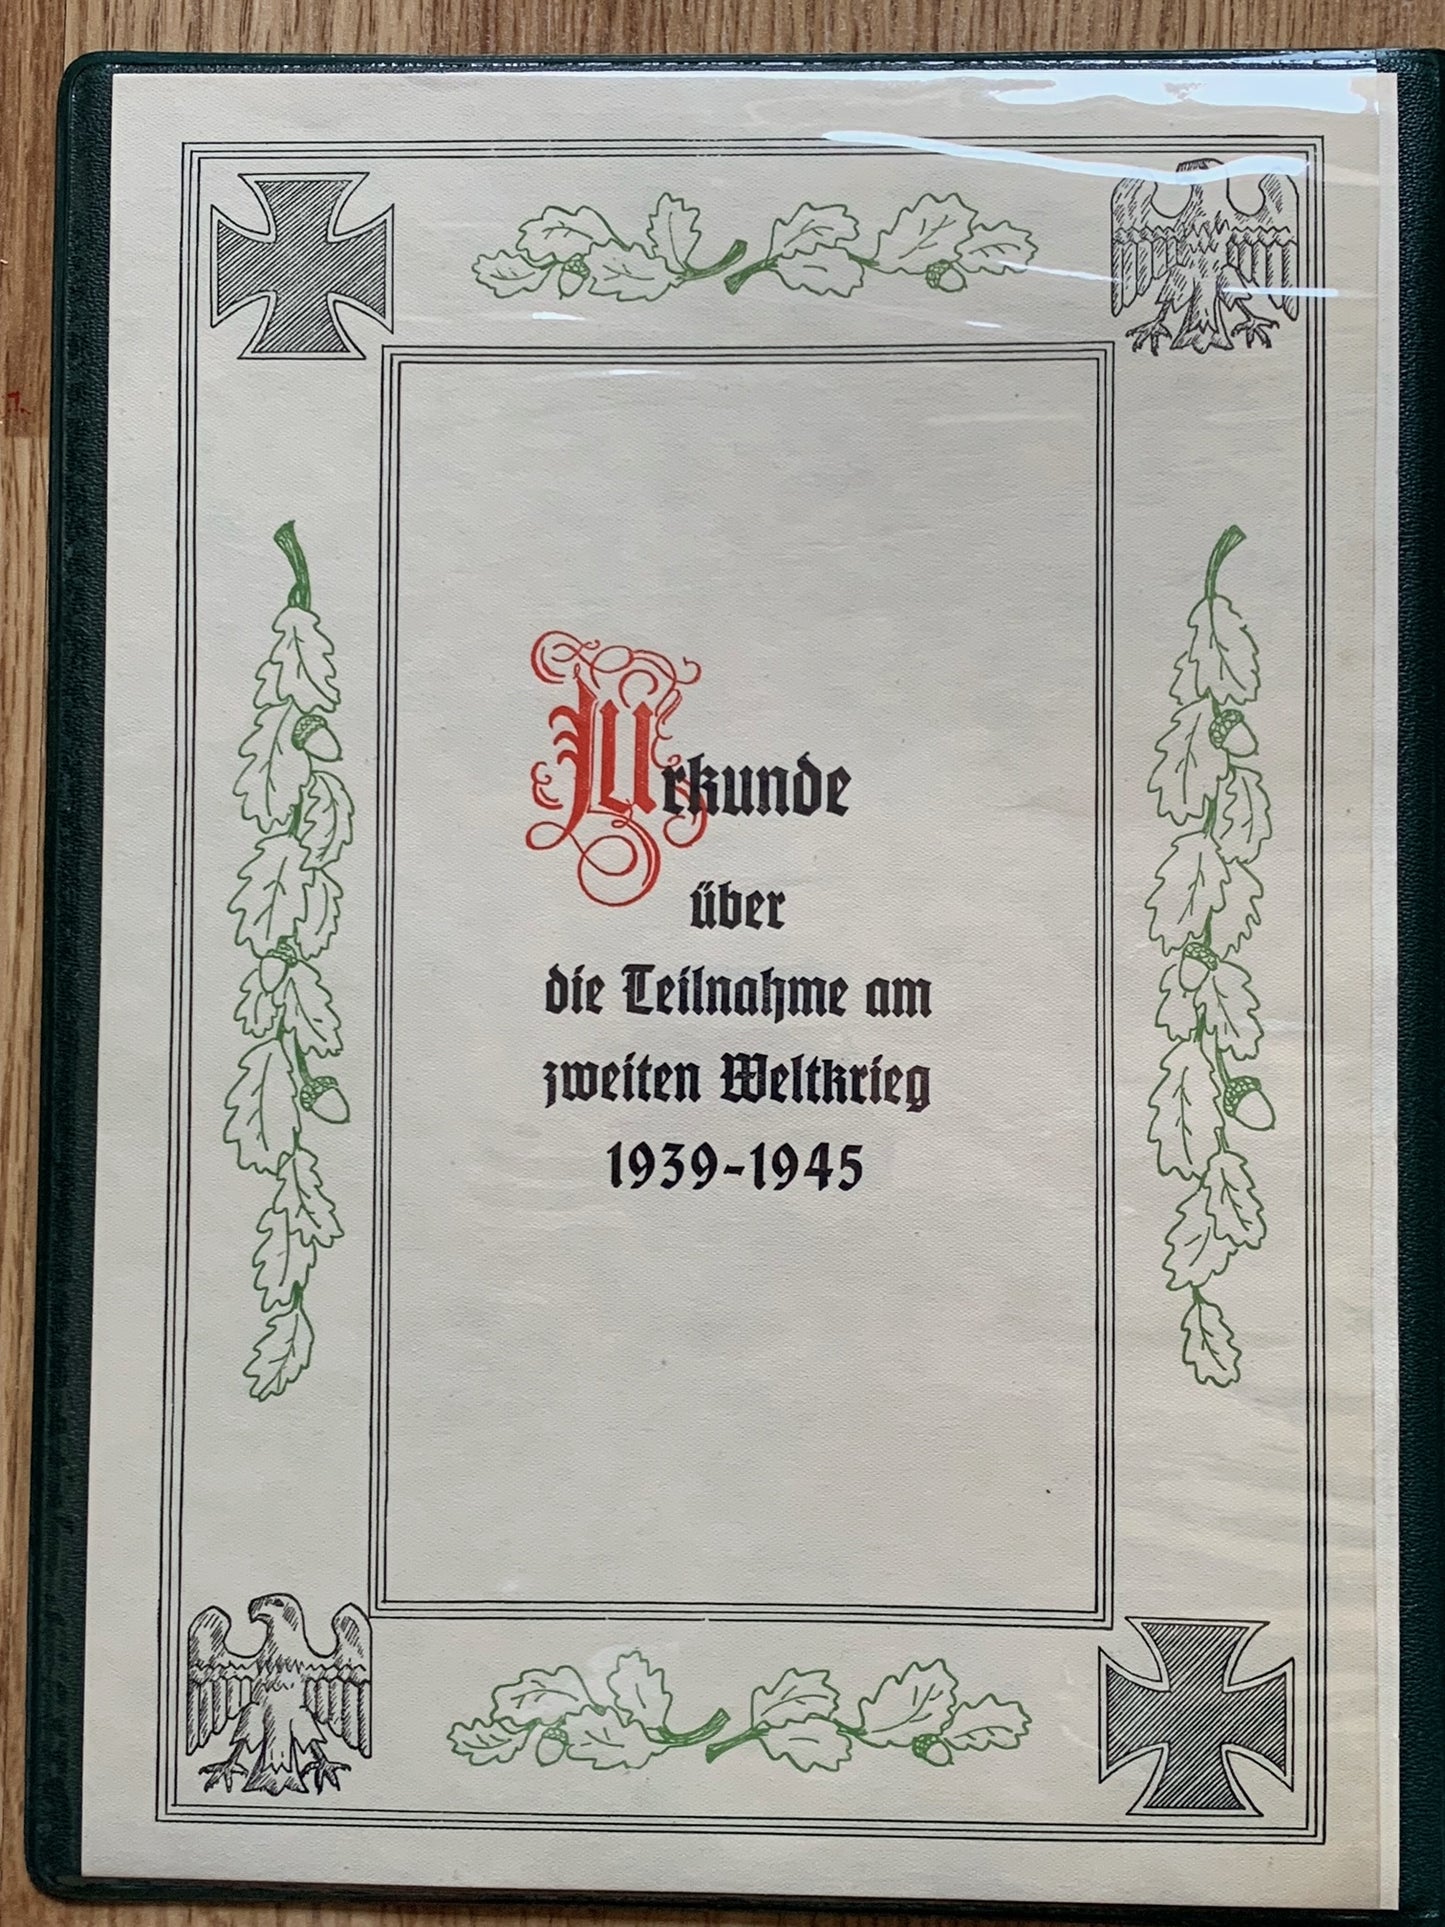 Urkunde
über
die Teilnahme am
zweiten Weltkrieg
1939-1945